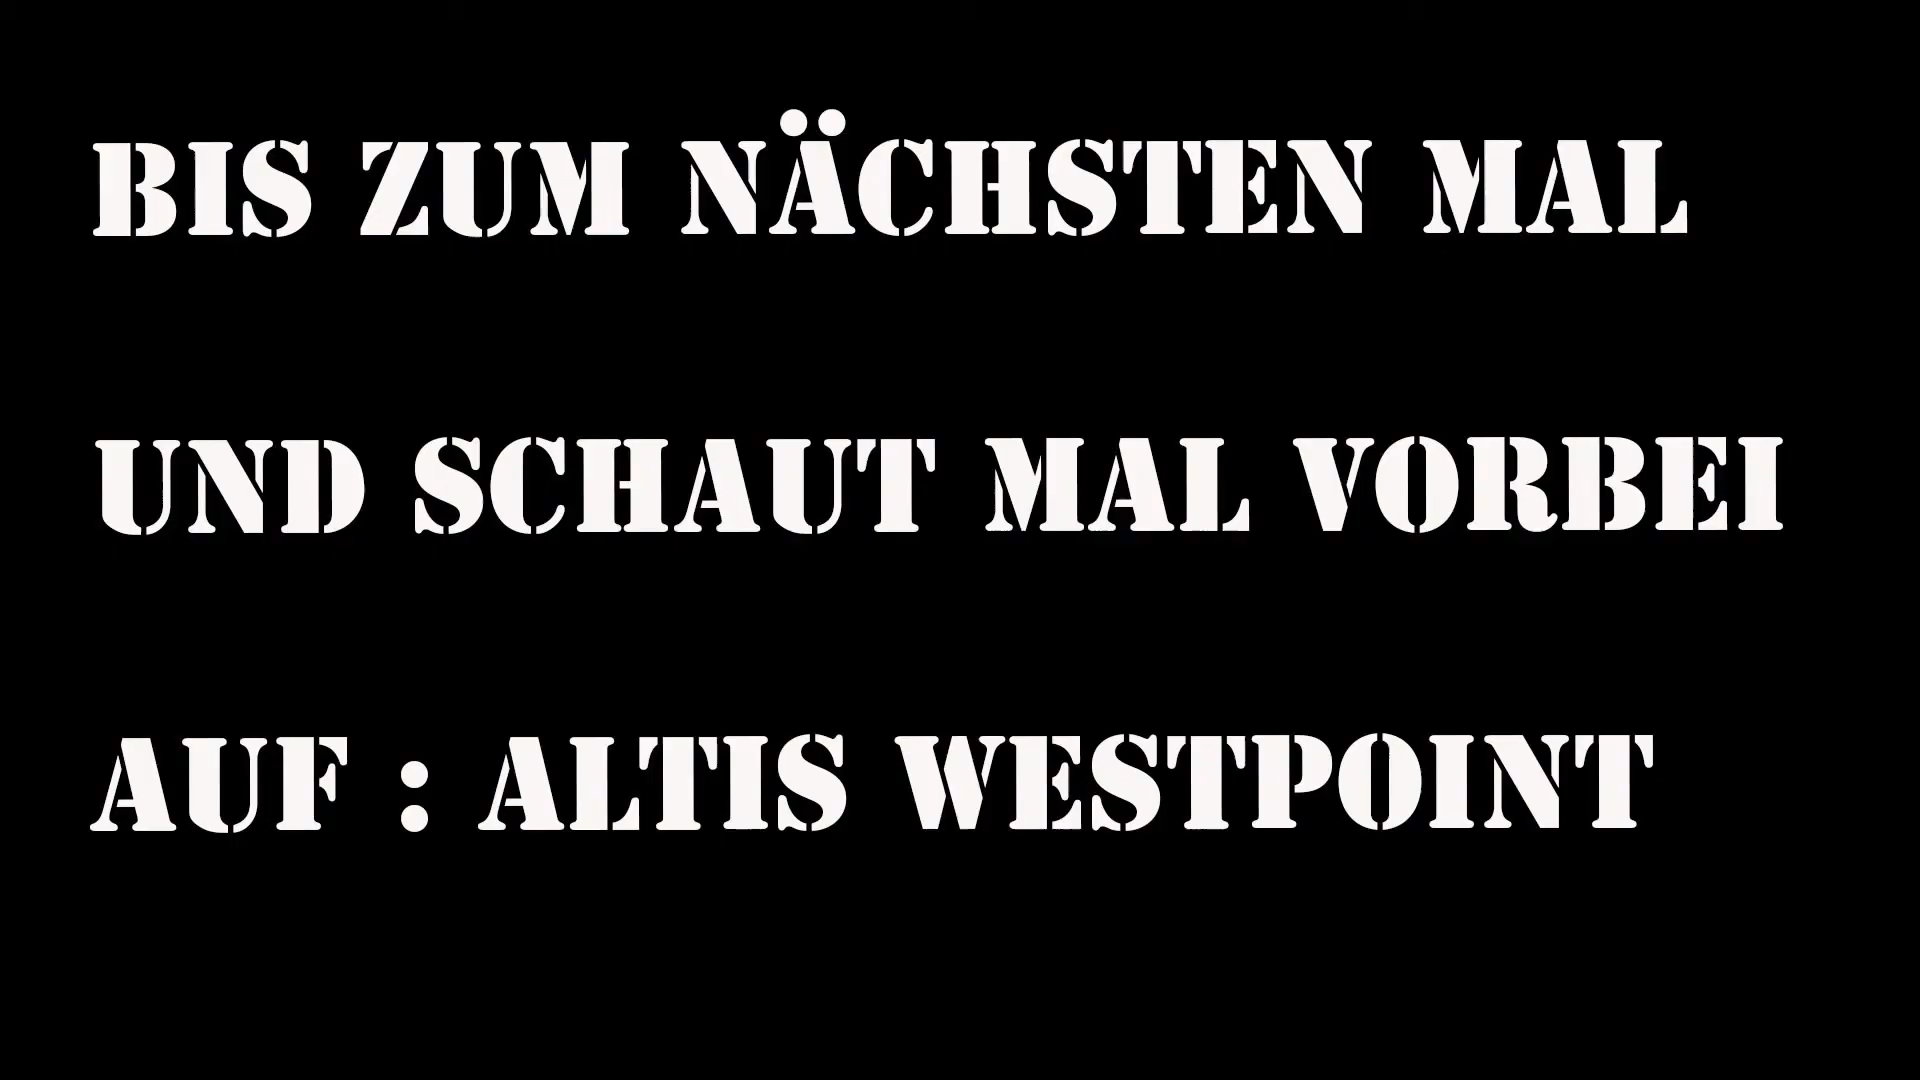 BIS ZUM NÄCHSTEN MAL
UND SCHAUT MAL VORBEI
AUF : ALTIS WESTPOINT